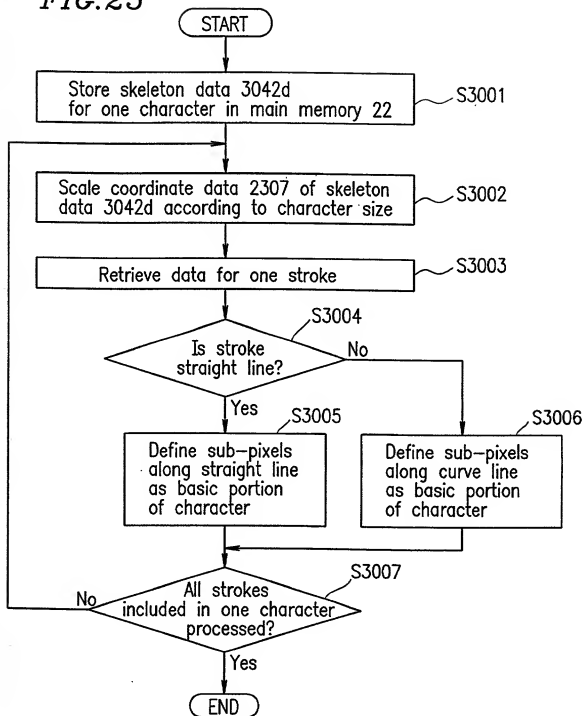 FIG.25
START
Store skeleton data 3042d
for one character in main memory 22
S3001
Scale coordinate data 2307 of skeleton
data 3042d according to character size
S3002
Retrieve data for one stroke
S3003
S3004
Is stroke
straight line?
No
Yes
S3005
Define sub-pixels
along straight line
as basic portion
of character
S3006
Define sub-pixels
along curve line
as basic portion
of character
S3007
All strokes
included in one character
processed?
No
Yes
END